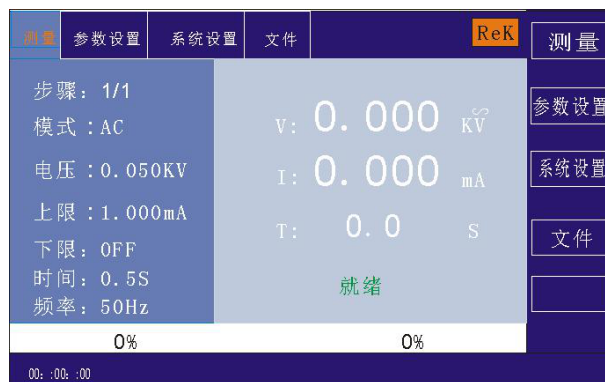 测量 参数设置 系统设置 文件 ReK
测量
步骤：1/1
模式：AC
电压：0.050KV
上限：1.000mA
下限：OFF
时间：0.5S
频率：50Hz
V: 0.000 KV
I: 0.000 mA
T: 0.0 S
就绪
参数设置
系统设置
文件
0% 0%
00: :00: :00